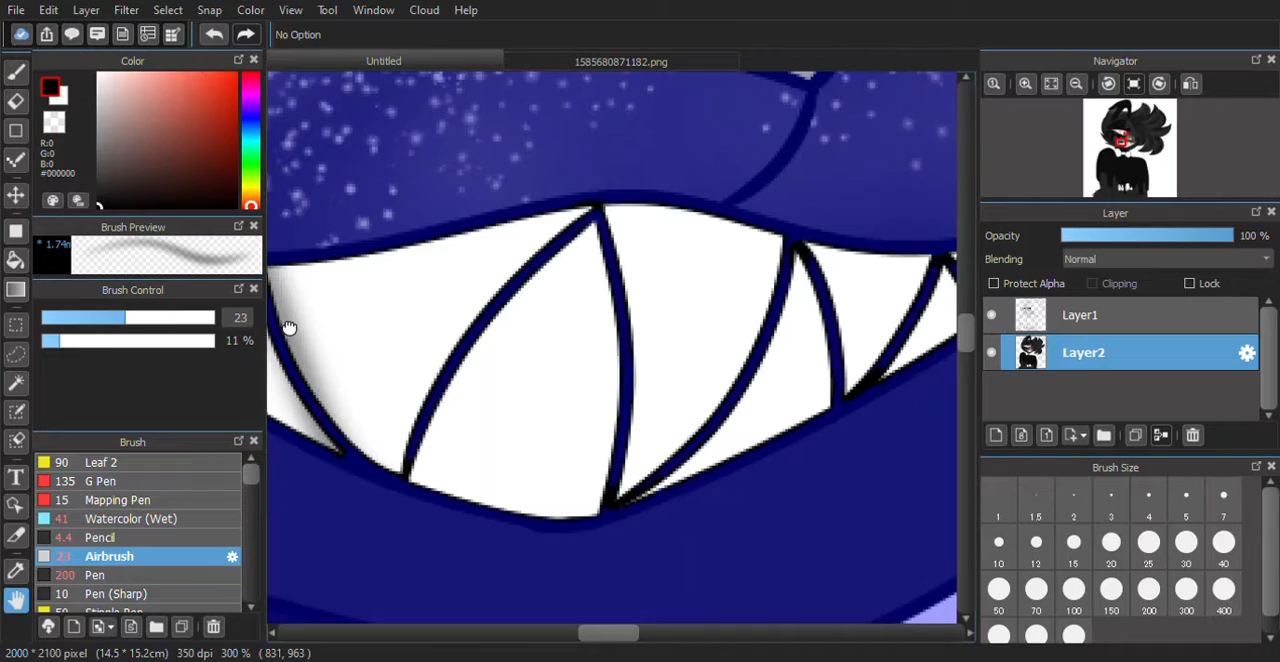 File Edit Layer Filter Select Snap Color View Tool Window Cloud Help
No Option
Color
R:0
G:0
B:0
#000000
Brush Preview
Brush Control
23
11 %
Brush
90 Leaf 2
135 G Pen
15 Mapping Pen
41 Watercolor (Wet)
4.4 Pencil
23 Airbrush
200 Pen
10 Pen (Sharp)
50 Stipple Pen
Untitled 1585680871182.png
Navigator
Layer
Opacity 100 %
Blending Normal
Protect Alpha Clipping Lock
Layer1
Layer2
Brush Size
1 1.5 2 3 4 5 7
10 12 15 20 25 30 40
50 70 100 150 200 300 400
2000 * 2100 pixel (14.5 * 15.2cm) 350 dpi 300 % ( 831, 963 )